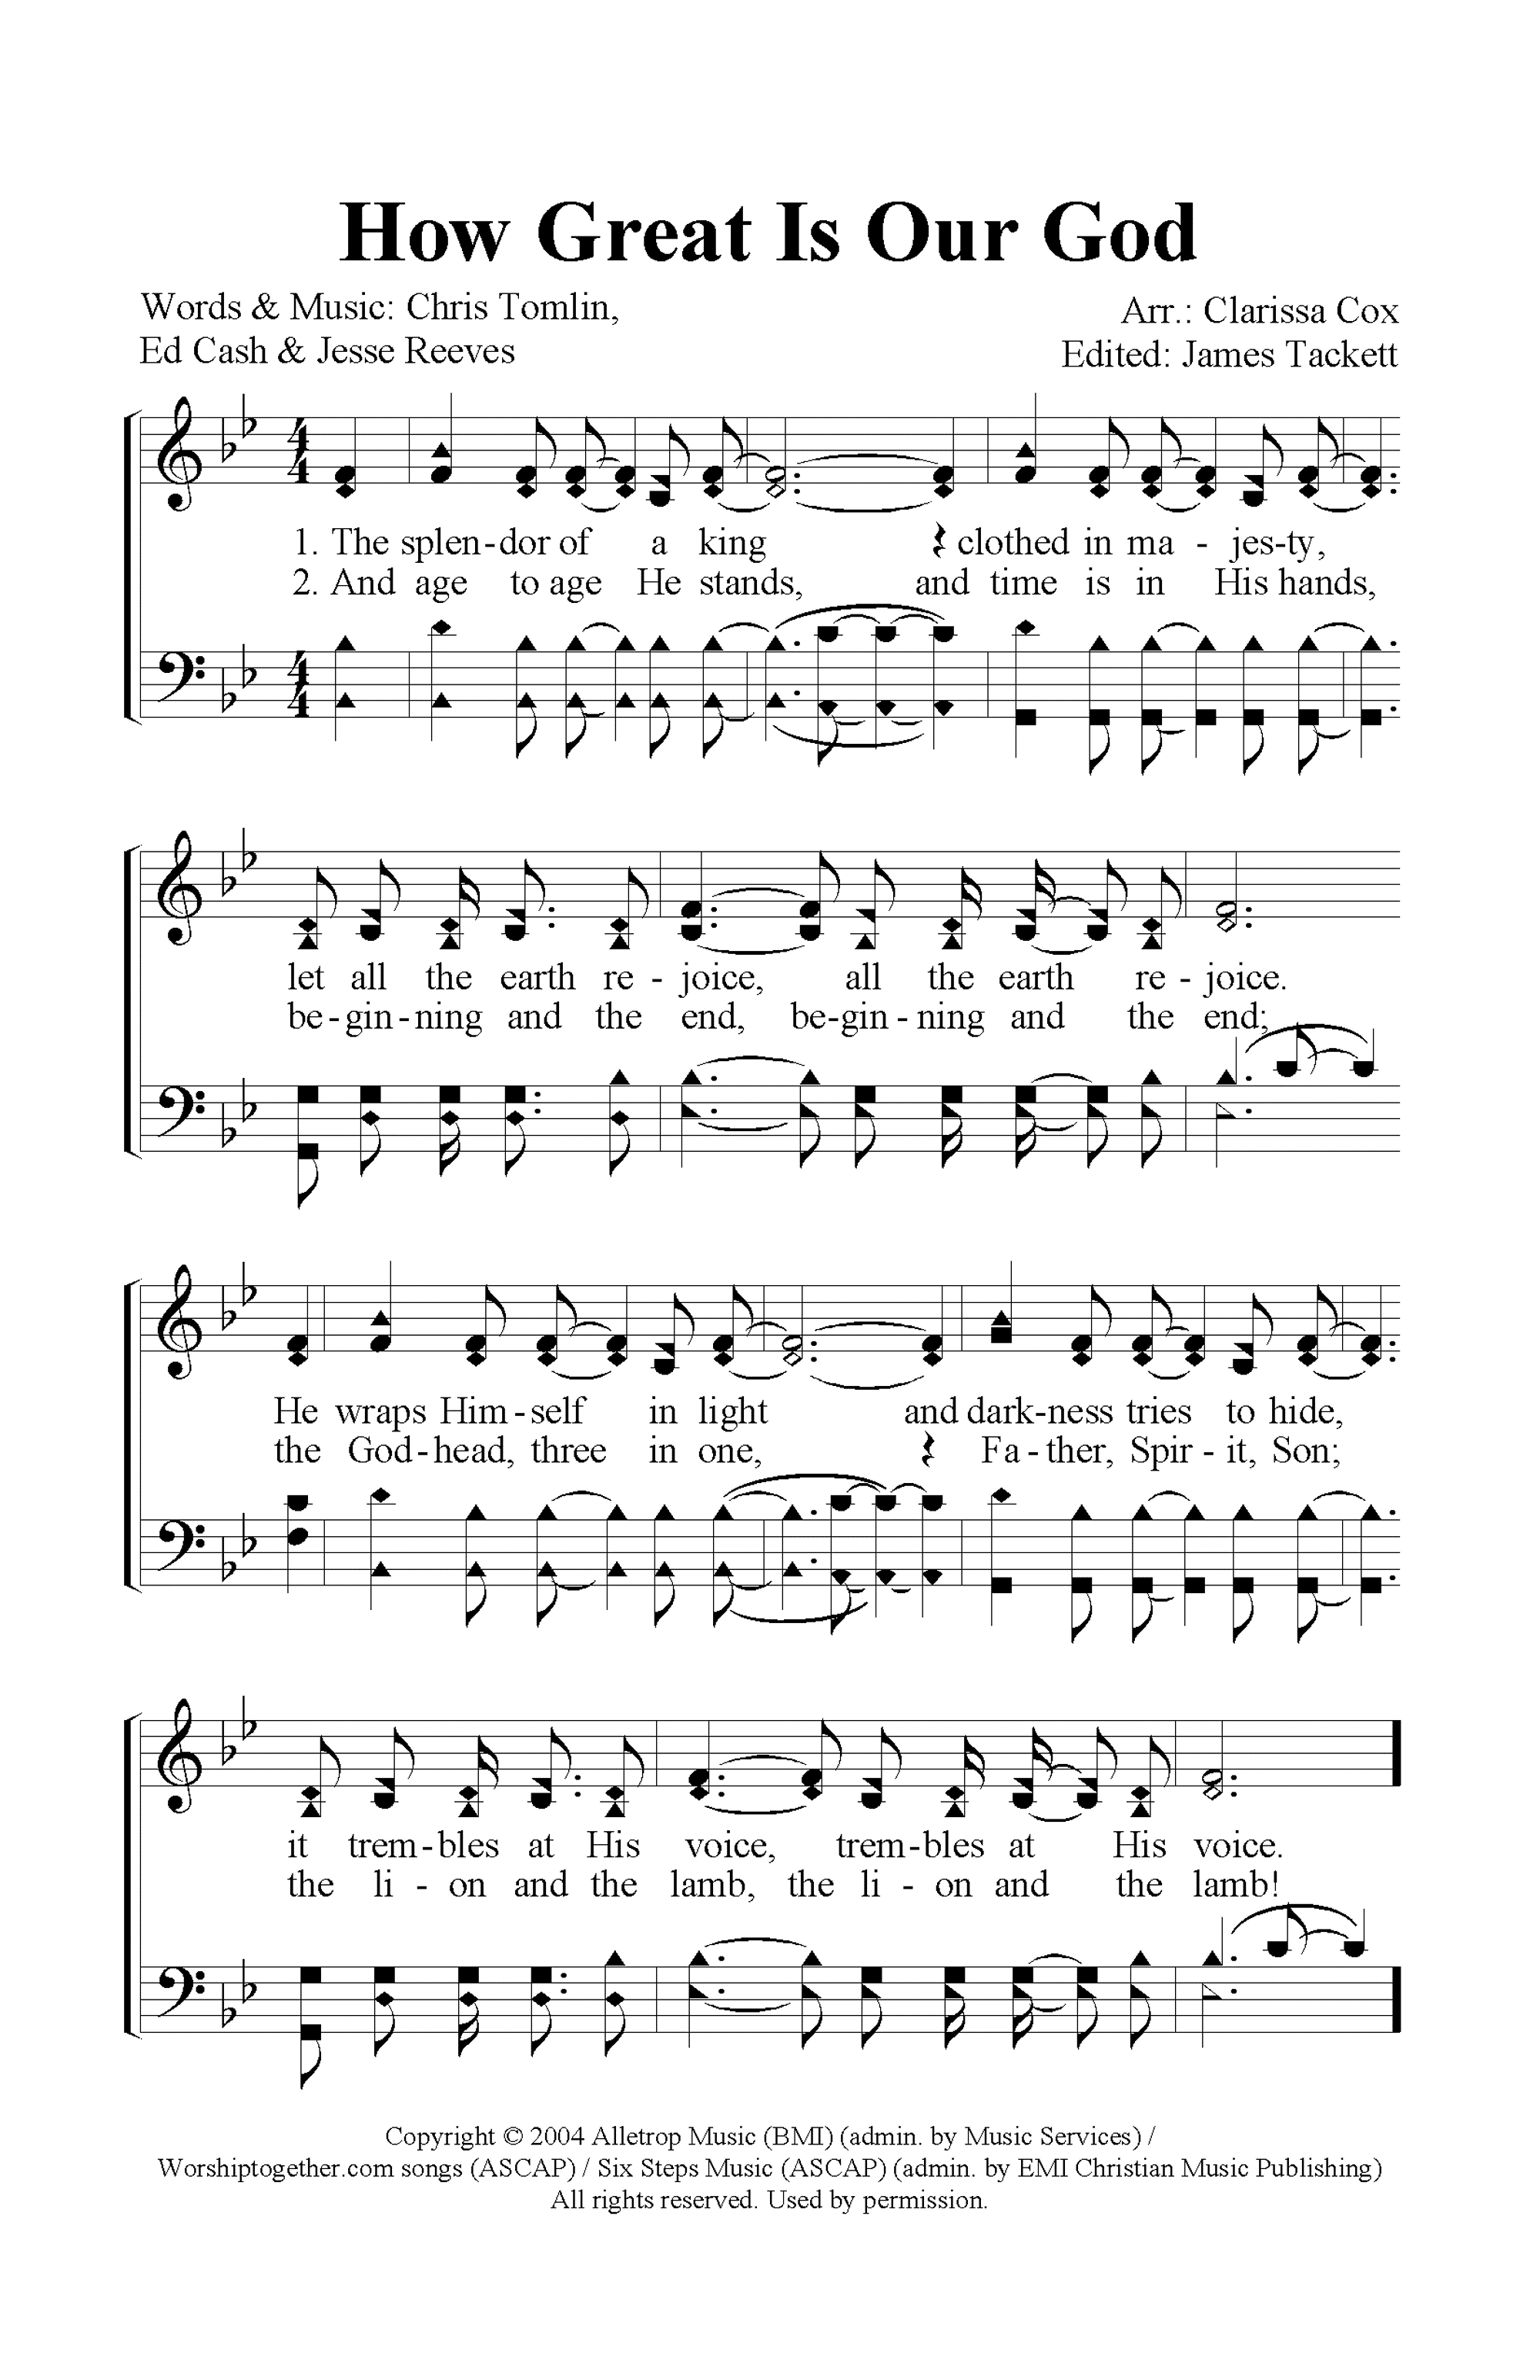 How Great Is Our God
Words & Music: Chris Tomlin,
Ed Cash & Jesse Reeves
Arr.: Clarissa Cox
Edited: James Tackett
4
4
1. The splen-dor of a king clothed in ma - jes-ty,
2. And age to age He stands, and time is in His hands,
4
4
let all the earth re - joice, all the earth re - joice.
be-gin-ning and the end, be-gin-ning and the end;
He wraps Him-self in light and dark-ness tries to hide,
the God-head, three in one, Fa-ther, Spir-it, Son;
it trem-bles at His voice, trem-bles at His voice.
the li - on and the lamb, the li - on and the lamb!
Copyright © 2004 Alletrop Music (BMI) (admin. by Music Services) /
Worshiptogether.com songs (ASCAP) / Six Steps Music (ASCAP) (admin. by EMI Christian Music Publishing)
All rights reserved. Used by permission.